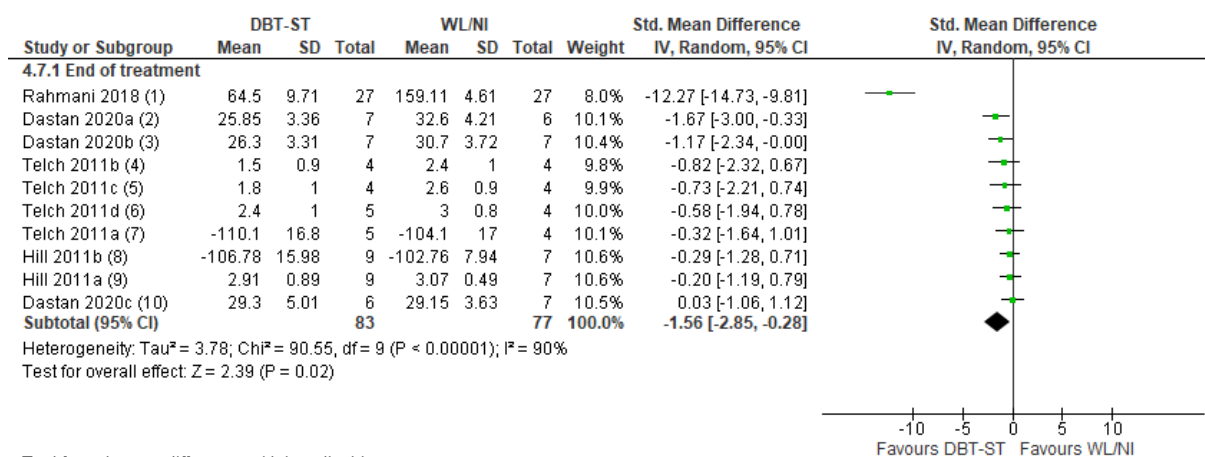 DBT-ST WL/NI Std. Mean Difference Std. Mean Difference
Study or Subgroup Mean SD Total Mean SD Total Weight IV, Random, 95% CI IV, Random, 95% CI
4.7.1 End of treatment
Rahmani 2018 (1) 64.5 9.71 27 159.11 4.61 27 8.0% -12.27 [-14.73, -9.81]
Dastan 2020a (2) 25.85 3.36 7 32.6 4.21 6 10.1% -1.67 [-3.00, -0.33]
Dastan 2020b (3) 26.3 3.31 7 30.7 3.72 7 10.4% -1.17 [-2.34, -0.00]
Telch 2011b (4) 1.5 0.9 4 2.4 1 4 9.8% -0.82 [-2.32, 0.67]
Telch 2011c (5) 1.8 1 4 2.6 0.9 4 9.9% -0.73 [-2.21, 0.74]
Telch 2011d (6) 2.4 1 5 3 0.8 4 10.0% -0.58 [-1.94, 0.78]
Telch 2011a (7) -110.1 16.8 5 -104.1 17 4 10.1% -0.32 [-1.64, 1.01]
Hill 2011b (8) -106.78 15.98 9 -102.76 7.94 7 10.6% -0.29 [-1.28, 0.71]
Hill 2011a (9) 2.91 0.89 9 3.07 0.49 7 10.6% -0.20 [-1.19, 0.79]
Dastan 2020c (10) 29.3 5.01 6 29.15 3.63 7 10.5% 0.03 [-1.06, 1.12]
Subtotal (95% CI) 83 77 100.0% -1.56 [-2.85, -0.28]
Heterogeneity: Tau² = 3.78; Chi² = 90.55, df = 9 (P < 0.00001); I² = 90%
Test for overall effect: Z = 2.39 (P = 0.02)
-10 -5 0 5 10
Favours DBT-ST Favours WL/NI